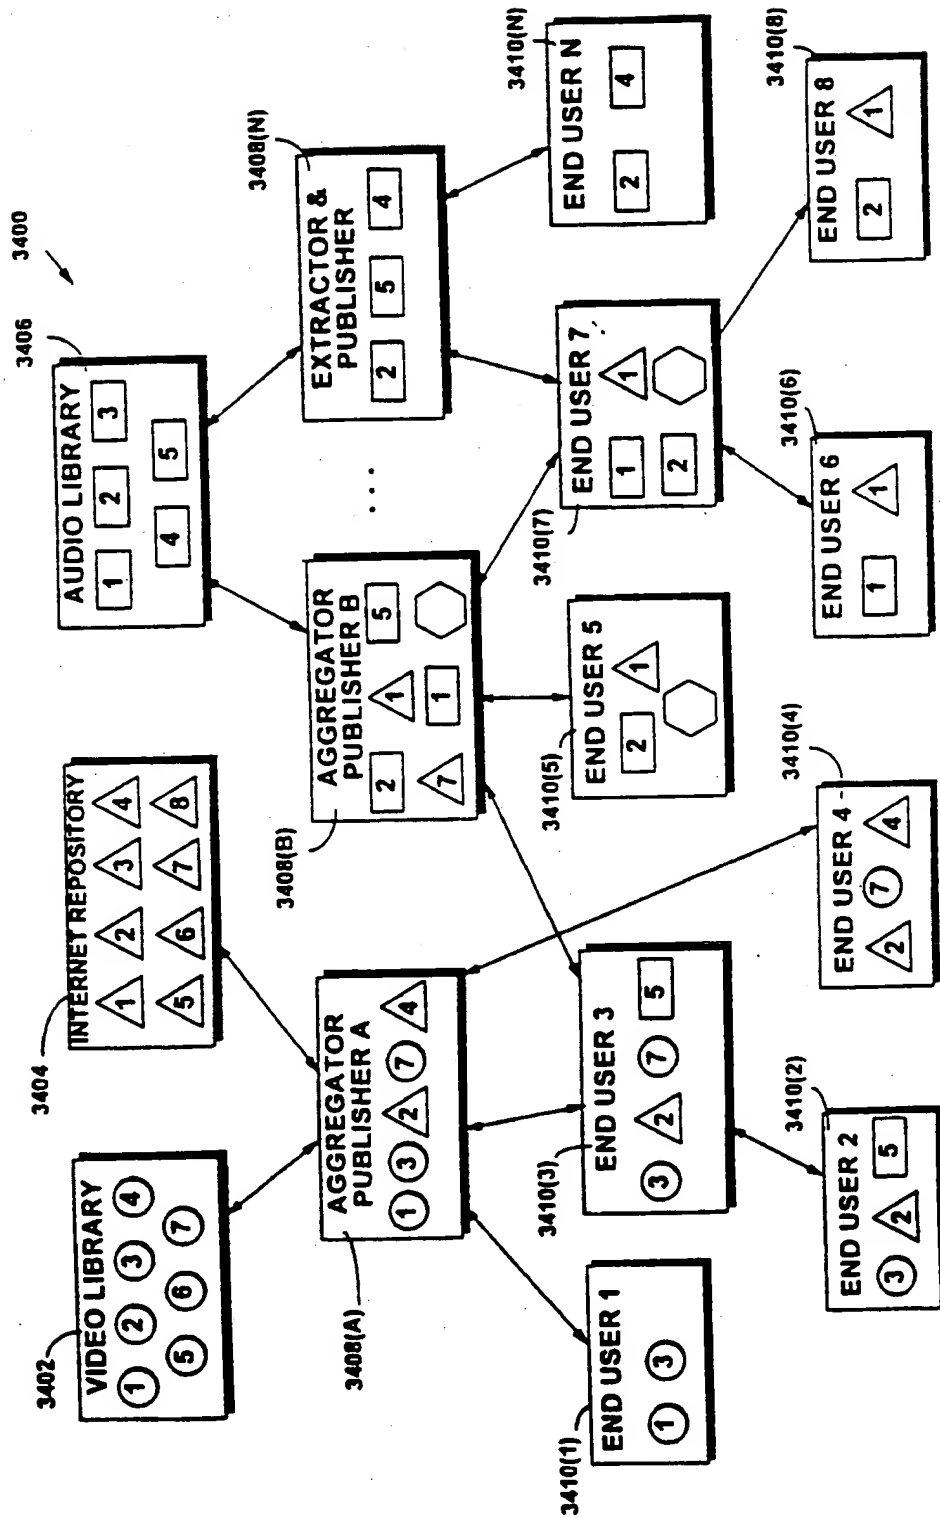 3400
3402
VIDEO LIBRARY
1 2 3 4
5 6 7
3404
INTERNET REPOSITORY
1 2 3 4
5 6 7 8
3406
AUDIO LIBRARY
1 2 3
4 5
3408(A)
AGGREGATOR
PUBLISHER A
1 3 2 7 4
3408(B)
AGGREGATOR
PUBLISHER B
2 1 5
7 1
...
3408(N)
EXTRACTOR &
PUBLISHER
2 5 4
3410(1)
END USER 1
1 3
3410(3)
END USER 3
3 2 7 5
3410(5)
END USER 5
2 1
3410(7)
END USER 7
1 1
2
3410(N)
END USER N
2 4
3410(2)
END USER 2
3 2 5
3410(4)
END USER 4
2 7 4
3410(6)
END USER 6
1 1
3410(8)
END USER 8
2 1